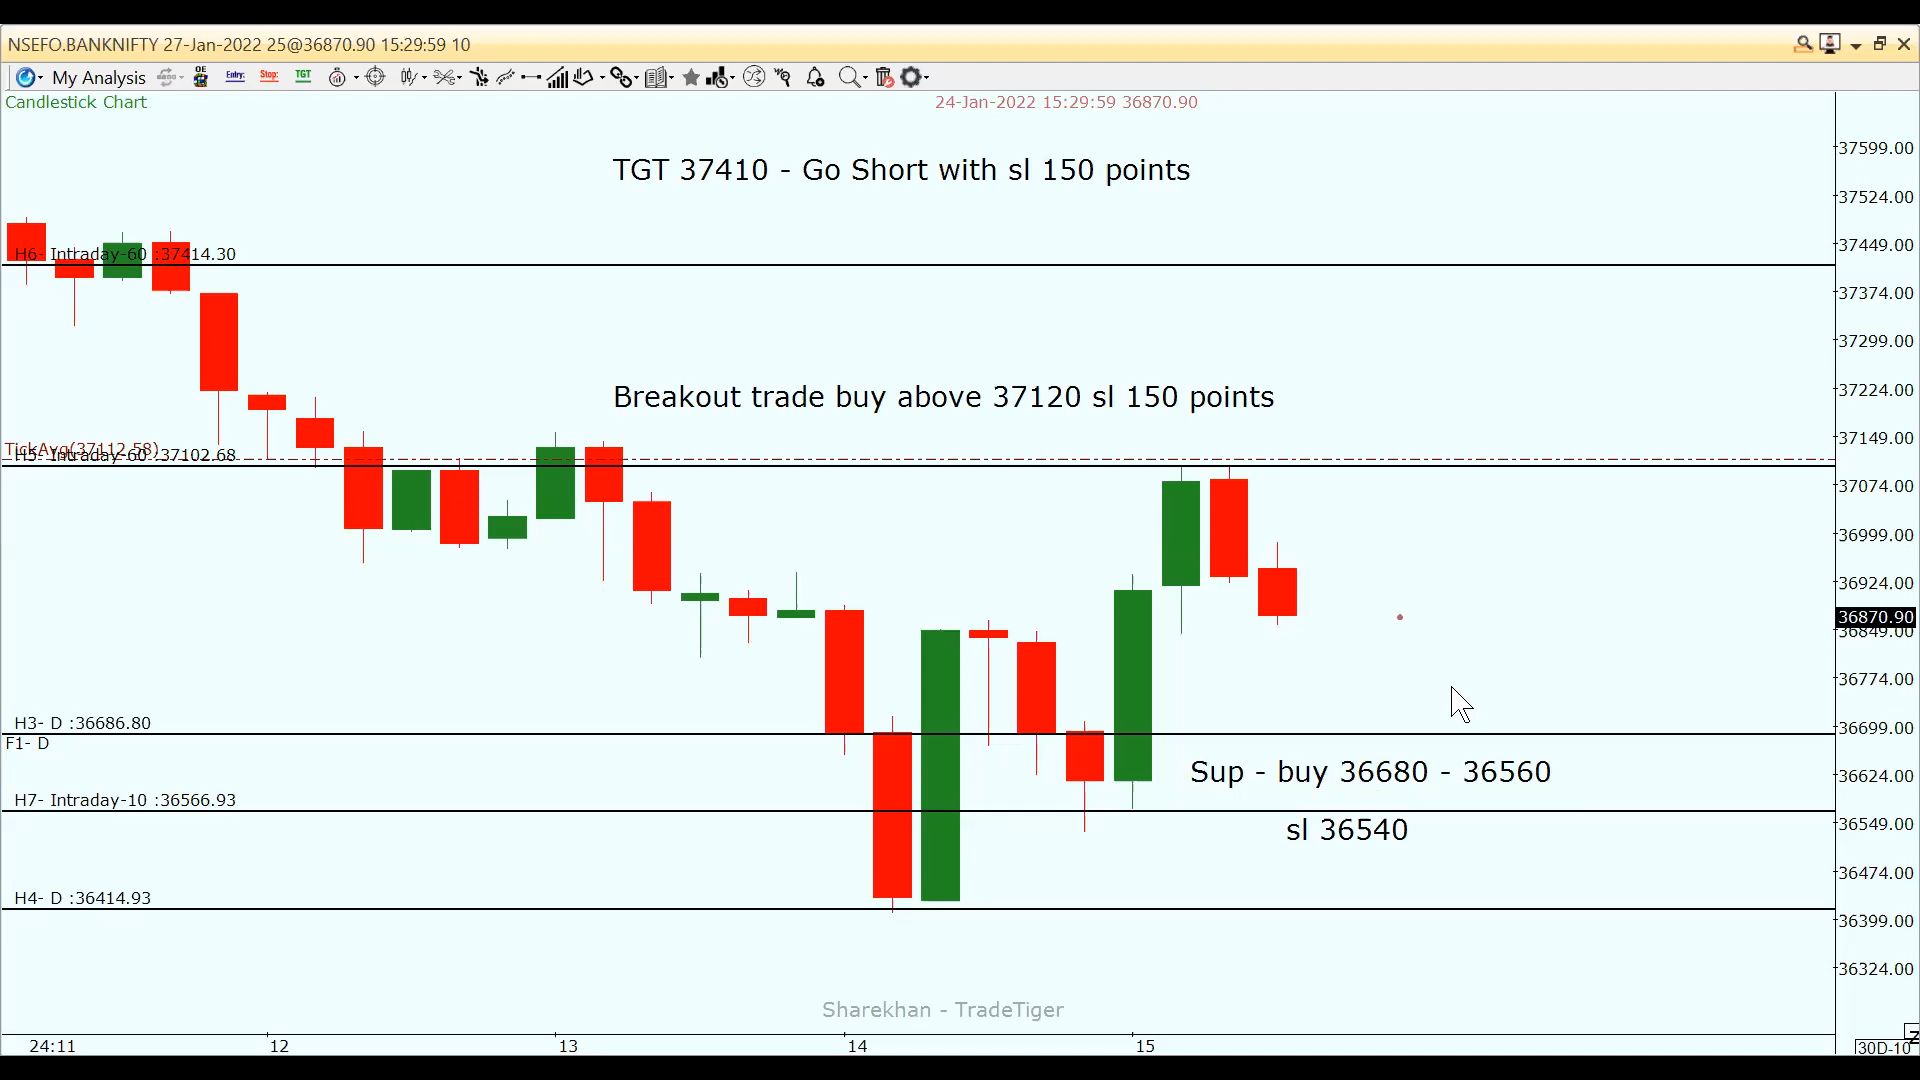 NSEFO.BANKNIFTY 27-Jan-2022 25@36870.90 15:29:59 10
My Analysis
OE
Entry:
Stop:
TGT
Candlestick Chart
24-Jan-2022 15:29:59 36870.90
TGT 37410 - Go Short with sl 150 points
H6- Intraday-60 :37414.30
Breakout trade buy above 37120 sl 150 points
TickAvg(37112.58)
H5- Intraday-60 :37102.68
H3- D :36686.80
F1- D
Sup - buy 36680 - 36560
H7- Intraday-10 :36566.93
sl 36540
H4- D :36414.93
37599.00
37524.00
37449.00
37374.00
37299.00
37224.00
37149.00
37074.00
36999.00
36924.00
36870.90
36849.00
36774.00
36699.00
36624.00
36549.00
36474.00
36399.00
36324.00
Sharekhan - TradeTiger
24:11 12 13 14 15
30D-10